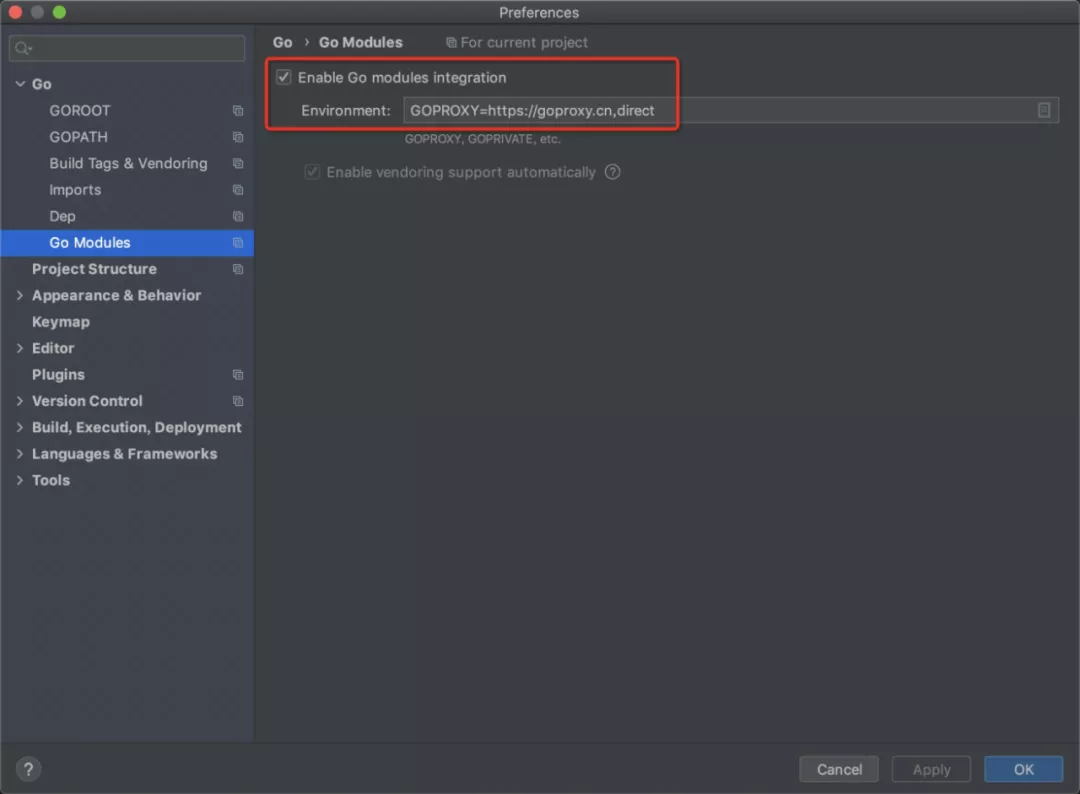 Preferences
Go › Go Modules For current project
Enable Go modules integration
Environment: GOPROXY=https://goproxy.cn,direct
GOPROXY, GOPRIVATE, etc.
Enable vendoring support automatically ?
Go
GOROOT
GOPATH
Build Tags & Vendoring
Imports
Dep
Go Modules
Project Structure
Appearance & Behavior
Keymap
Editor
Plugins
Version Control
Build, Execution, Deployment
Languages & Frameworks
Tools
? Cancel Apply OK